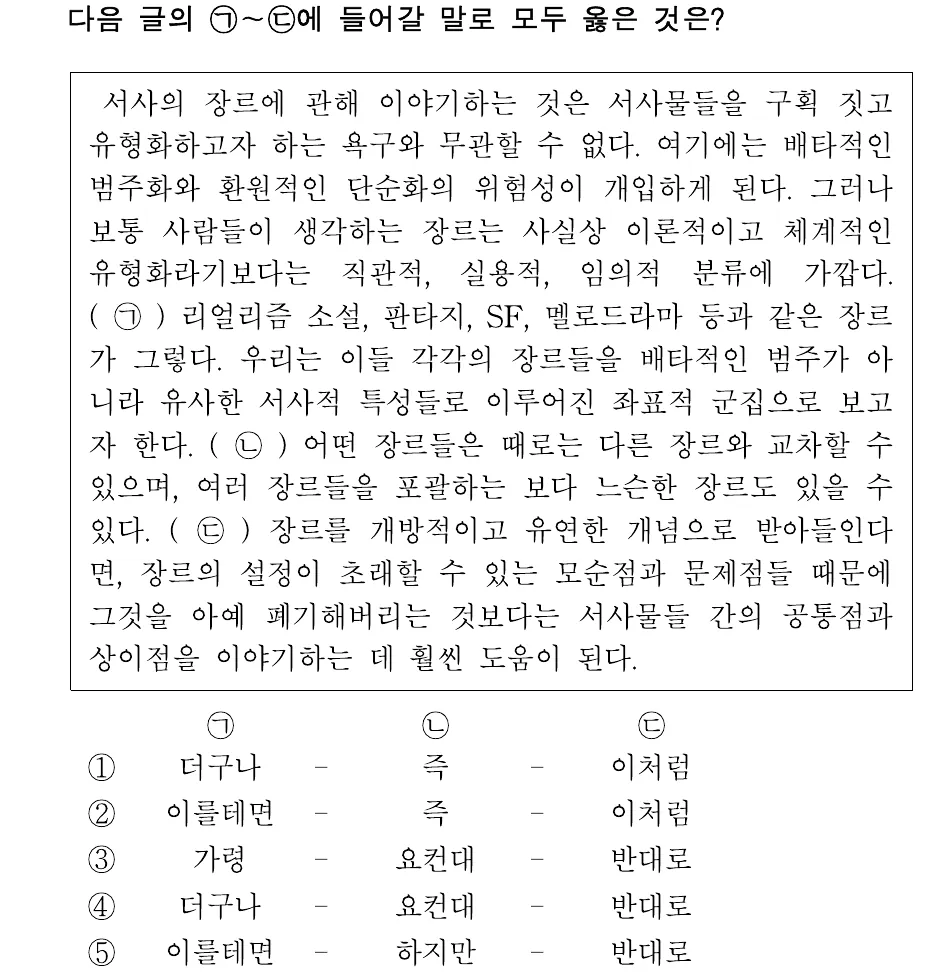 다음 글의 ㉠～㉢에 들어갈 말로 모두 옳은 것은?
서사의 장르에 관해 이야기하는 것은 서사물들을 구획 짓고
유형화하고자 하는 욕구와 무관할 수 없다. 여기에는 배타적인
범주화와 환원적인 단순화의 위험성이 개입하게 된다. 그러나
보통 사람들이 생각하는 장르는 사실상 이론적이고 체계적인
유형화라기보다는 직관적, 실용적, 임의적 분류에 가깝다.
( ㉠ ) 리얼리즘 소설, 판타지, SF, 멜로드라마 등과 같은 장르
가 그렇다. 우리는 이들 각각의 장르들을 배타적인 범주가 아
니라 유사한 서사적 특성들로 이루어진 좌표적 군집으로 보고
자 한다. ( ㉡ ) 어떤 장르들은 때로는 다른 장르와 교차할 수
있으며, 여러 장르들을 포괄하는 보다 느슨한 장르도 있을 수
있다. ( ㉢ ) 장르를 개방적이고 유연한 개념으로 받아들인다
면, 장르의 설정이 초래할 수 있는 모순점과 문제점들 때문에
그것을 아예 폐기해버리는 것보다는 서사물들 간의 공통점과
상이점을 이야기하는 데 훨씬 도움이 된다.
㉠ ㉡ ㉢
① 더구나 － 즉 － 이처럼
② 이를테면 － 즉 － 이처럼
③ 가령 － 요컨대 － 반대로
④ 더구나 － 요컨대 － 반대로
⑤ 이를테면 － 하지만 － 반대로